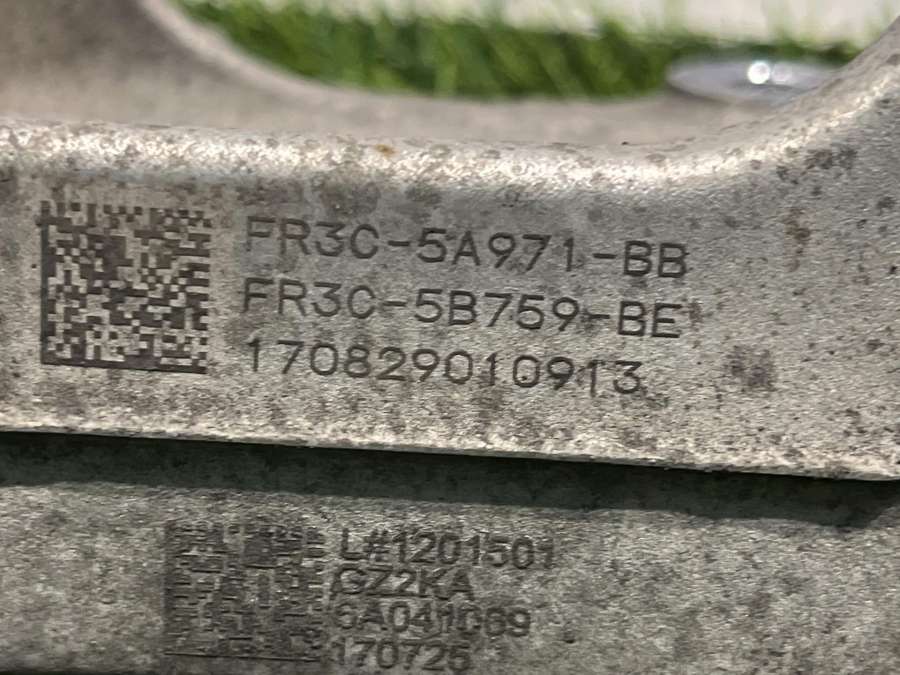 FR3C-5A971-BB
FR3C-5B759-BE
170829010913
L#1201501
GZ2KA
170725